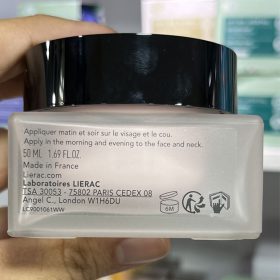 Appliquer matin et soir sur le visage et le cou.
Apply in the morning and evening to the face and neck.
50 ML 1.69 FL.OZ.
Made in France
Lierac.com
Laboratoires LIERAC
TSA 30053 - 75802 PARIS CEDEX 08
Angel C., London W1H6DU
LC9001061WW
6M